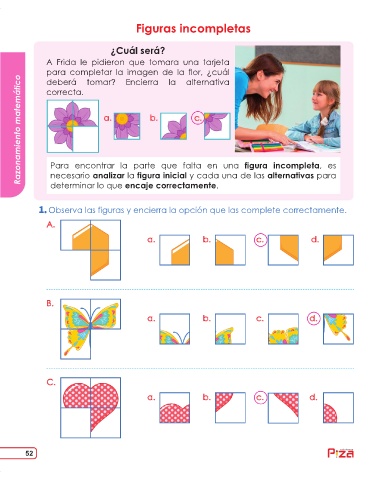 Figuras incompletas
¿Cuál será?
A Frida le pidieron que tomara una tarjeta
para completar la imagen de la flor, ¿cuál
deberá tomar? Encierra la alternativa
correcta.
a. b. c.
Razonamiento matemático
Para encontrar la parte que falta en una figura incompleta, es
necesario analizar la figura inicial y cada una de las alternativas para
determinar lo que encaje correctamente.
1. Observa las figuras y encierra la opción que las complete correctamente.
A.
a. b. c. d.
B.
a. b. c. d.
C.
a. b. c. d.
52
Piza